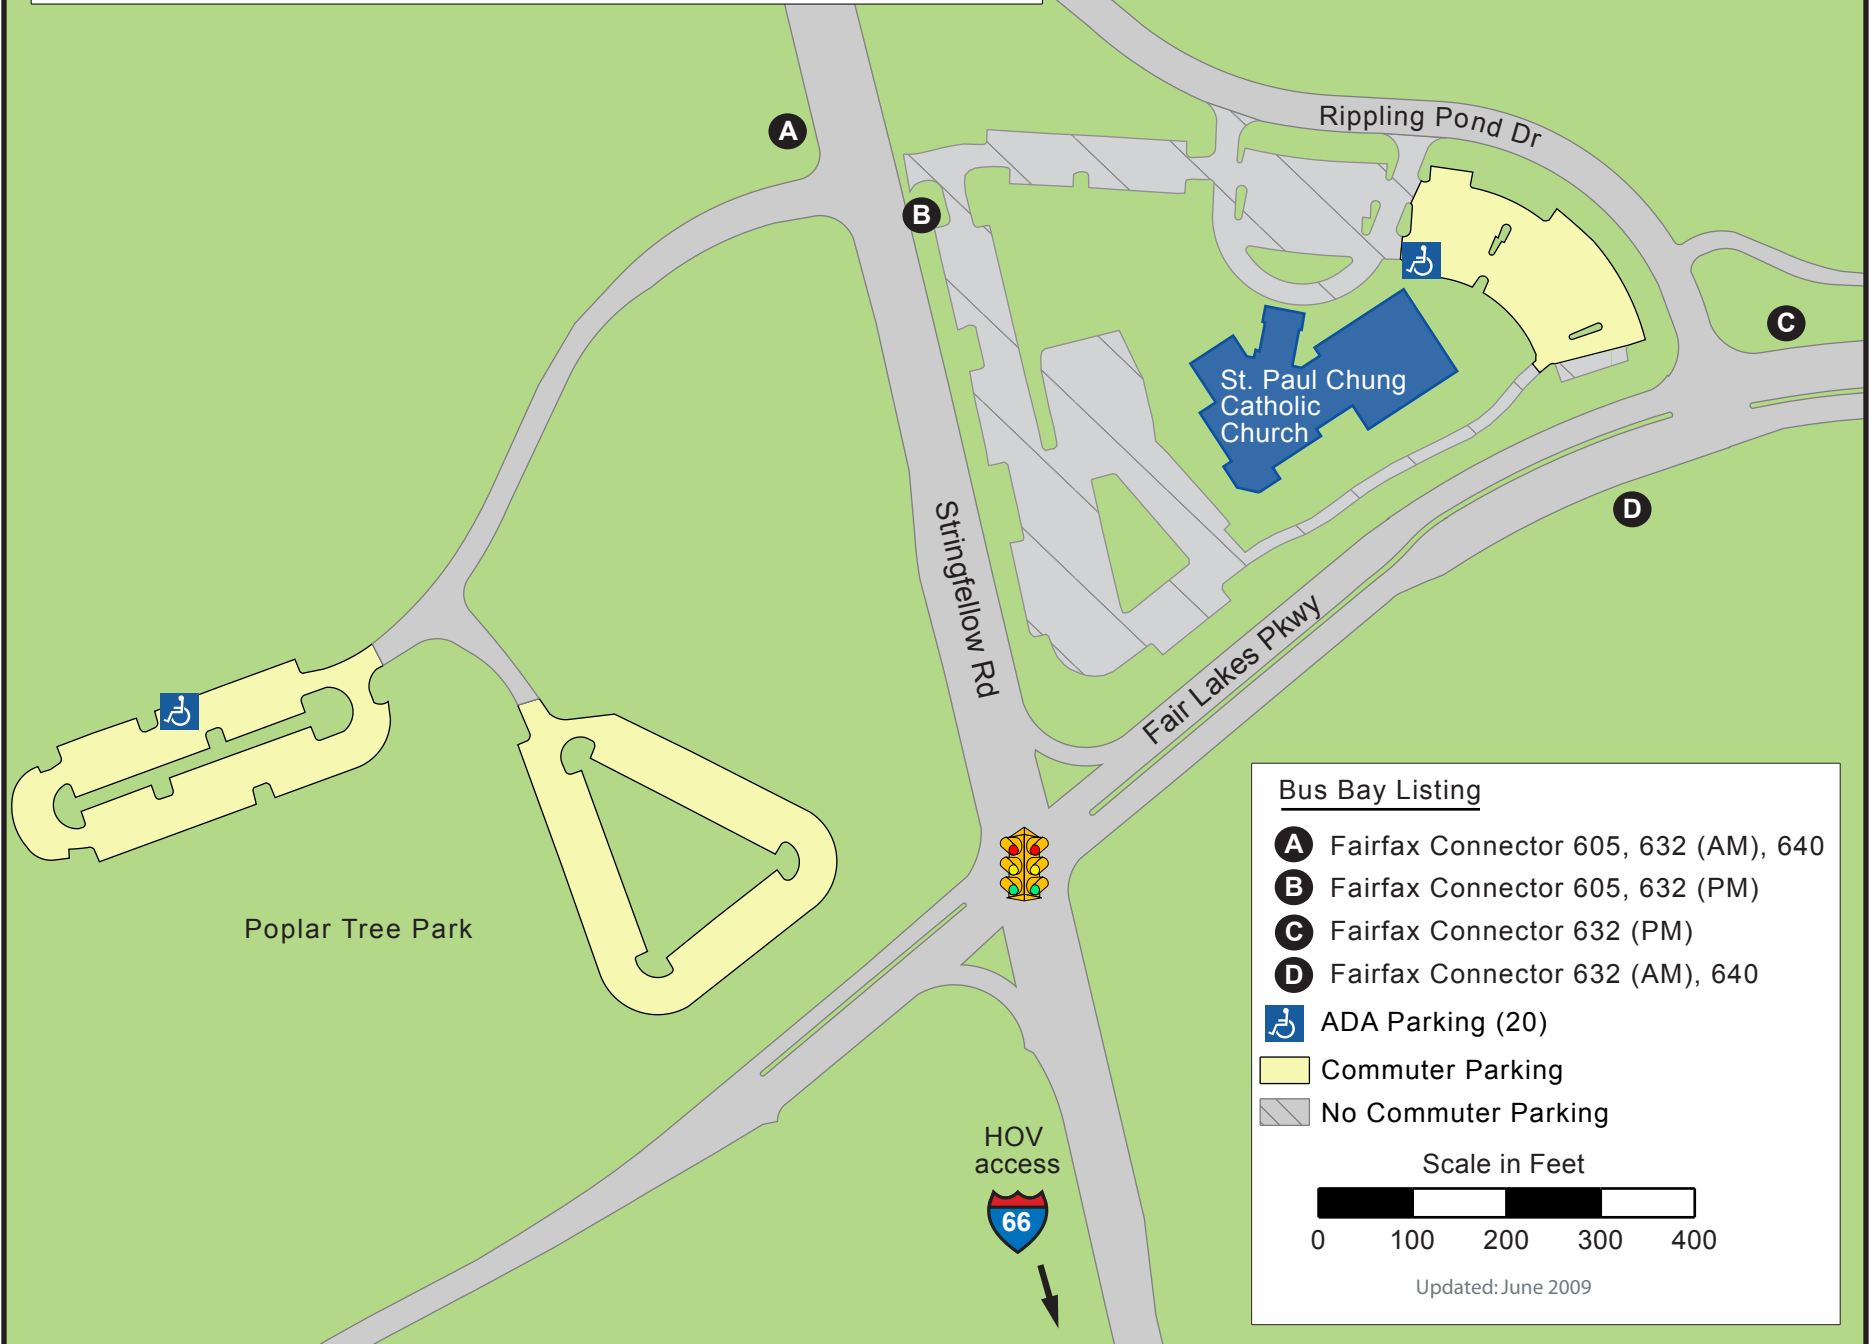 A
Rippling Pond Dr
B
C
St. Paul Chung
Catholic
Church
D
Stringfellow Rd
Fair Lakes Pkwy
Poplar Tree Park
HOV
access
66
Bus Bay Listing
A Fairfax Connector 605, 632 (AM), 640
B Fairfax Connector 605, 632 (PM)
C Fairfax Connector 632 (PM)
D Fairfax Connector 632 (AM), 640
ADA Parking (20)
Commuter Parking
No Commuter Parking
Scale in Feet
0 100 200 300 400
Updated: June 2009